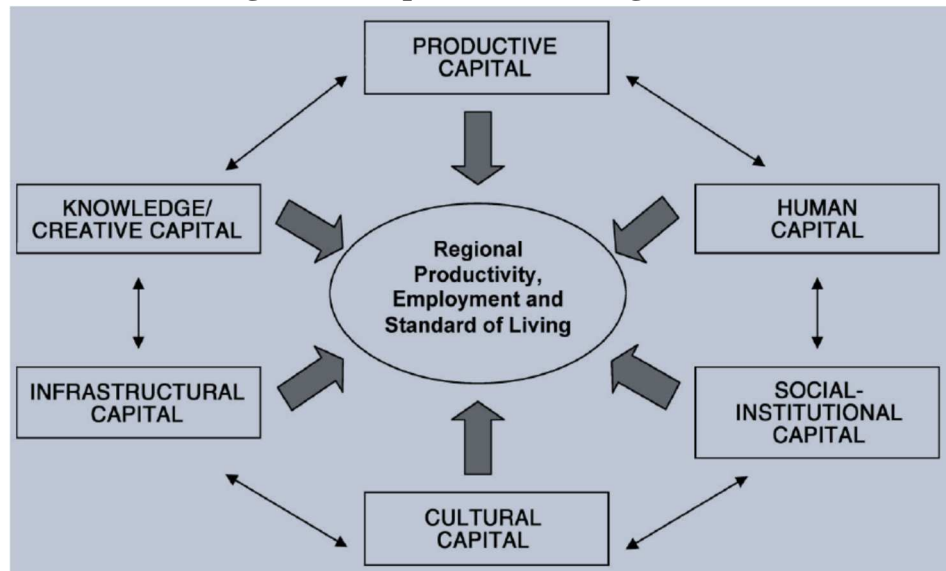 PRODUCTIVE
CAPITAL
KNOWLEDGE/
CREATIVE CAPITAL
HUMAN
CAPITAL
Regional
Productivity,
Employment and
Standard of Living
INFRASTRUCTURAL
CAPITAL
SOCIAL-
INSTITUTIONAL
CAPITAL
CULTURAL
CAPITAL